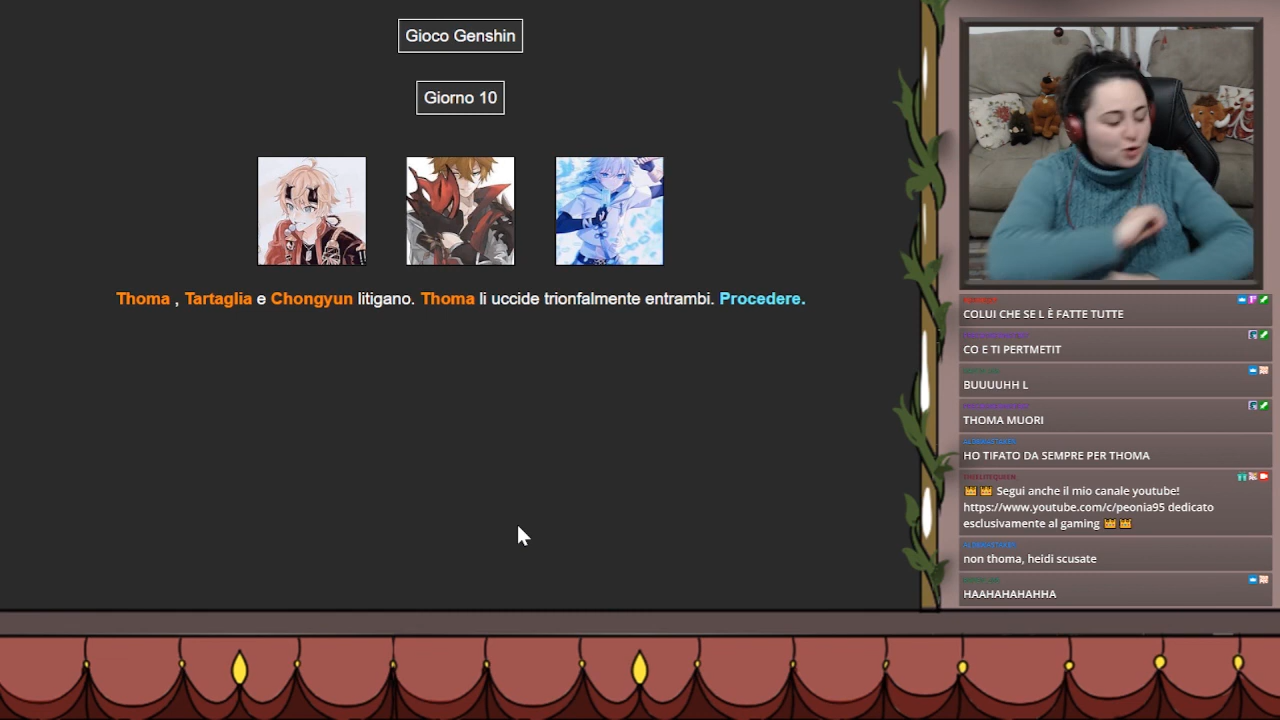 Gioco Genshin
Giorno 10
Thoma , Tartaglia e Chongyun litigano. Thoma li uccide trionfalmente entrambi. Procedere.
COLUI CHE SE L È FATTE TUTTE
CO E TI PERTMETIT
BUUUUHH L
THOMA MUORI
HO TIFATO DA SEMPRE PER THOMA
Segui anche il mio canale youtube!
https://www.youtube.com/c/peonia95 dedicato
esclusivamente al gaming
non thoma, heidi scusate
HAAHAHAHAHHA